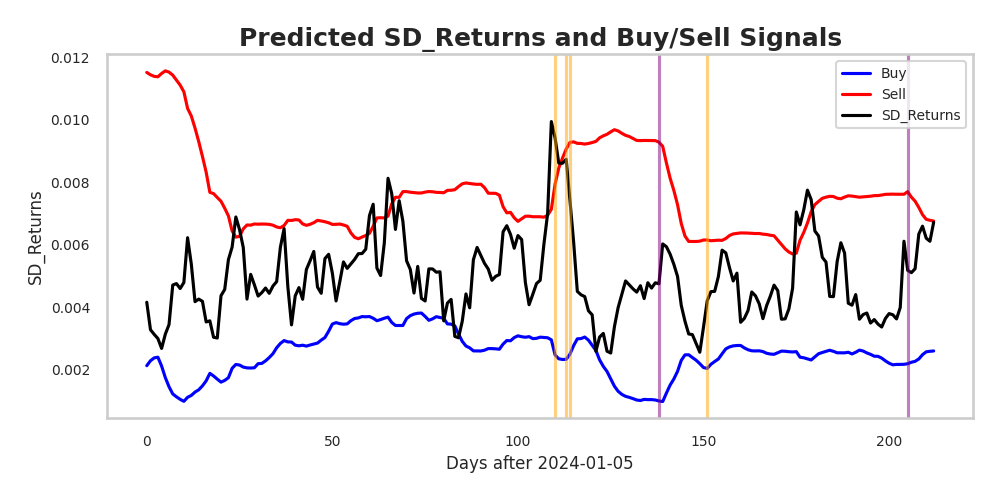 Predicted SD_Returns and Buy/Sell Signals
0.012
0.010
0.008
0.006
0.004
0.002
SD_Returns
Buy
Sell
SD_Returns
0
50
100
150
200
Days after 2024-01-05